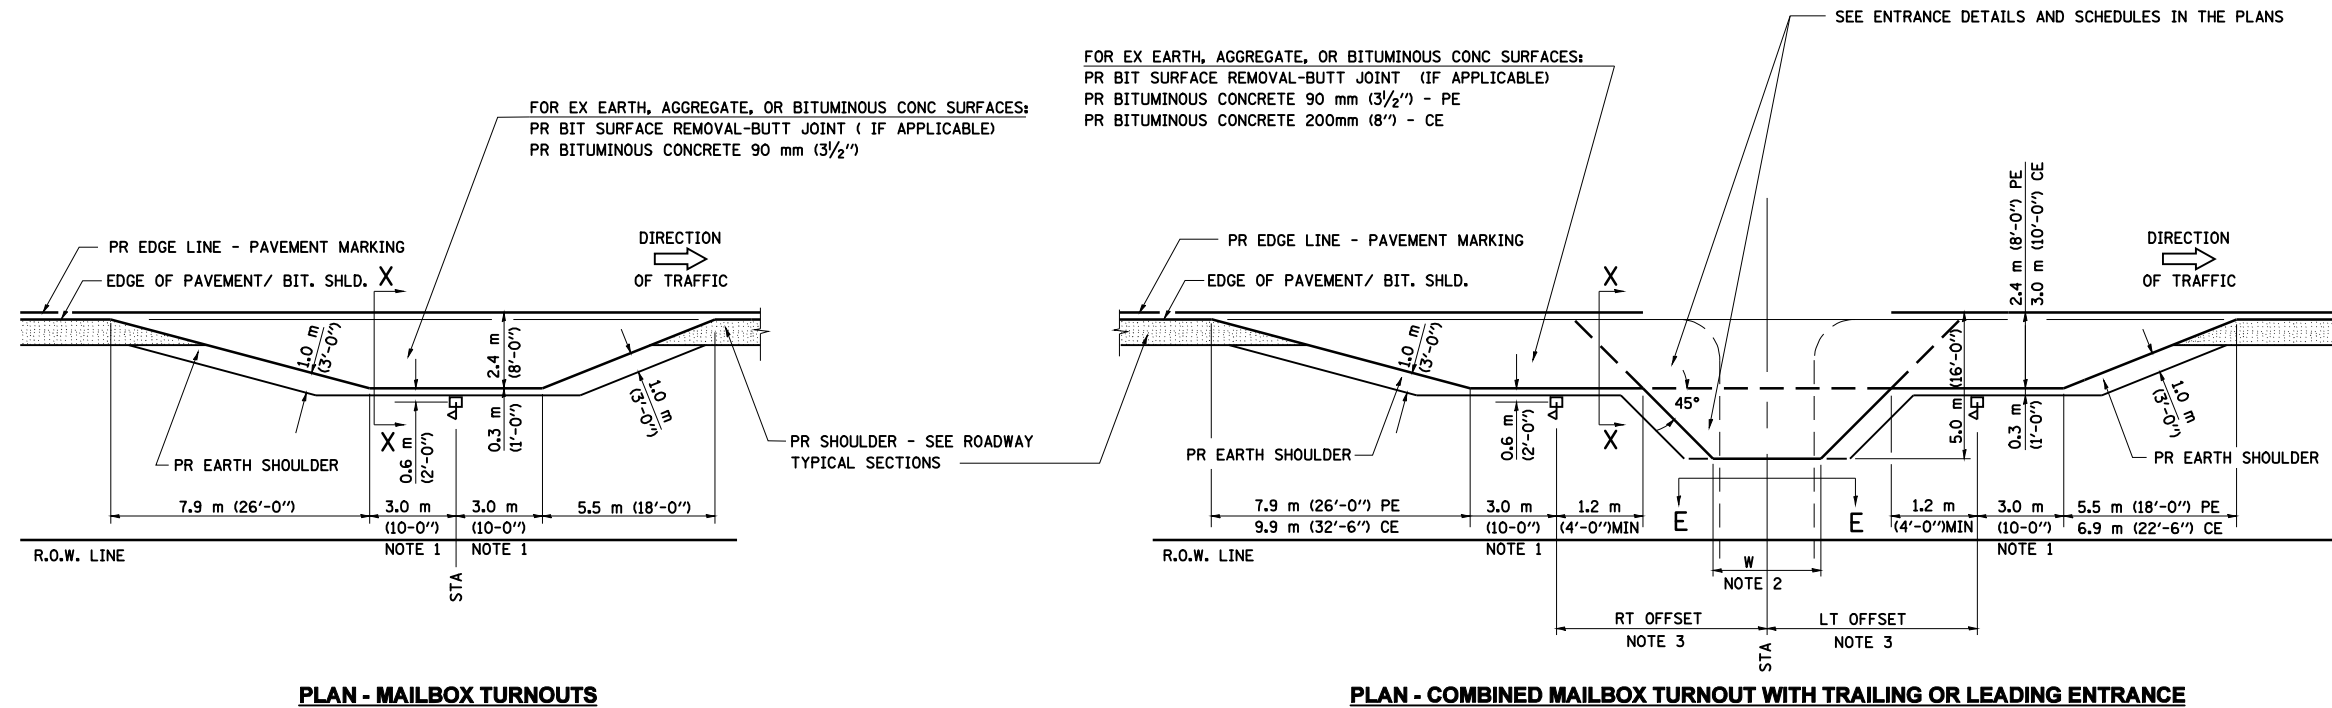 SEE ENTRANCE DETAILS AND SCHEDULES IN THE PLANS
FOR EX EARTH, AGGREGATE, OR BITUMINOUS CONC SURFACES:
PR BIT SURFACE REMOVAL-BUTT JOINT ( IF APPLICABLE)
PR BITUMINOUS CONCRETE 90 mm (3 1/2")
PR EDGE LINE - PAVEMENT MARKING
EDGE OF PAVEMENT/ BIT. SHLD.
X
DIRECTION
OF TRAFFIC
1.0 m
(3'-0")
2.4 m
(8'-0")
1.0 m
(3'-0")
X
0.6 m
(2'-0")
0.3 m
(1'-0")
PR EARTH SHOULDER
PR SHOULDER - SEE ROADWAY
TYPICAL SECTIONS
7.9 m (26'-0")
3.0 m
(10-0")
NOTE 1
3.0 m
(10-0")
NOTE 1
5.5 m (18'-0")
R.O.W. LINE
STA
PLAN - MAILBOX TURNOUTS
FOR EX EARTH, AGGREGATE, OR BITUMINOUS CONC SURFACES:
PR BIT SURFACE REMOVAL-BUTT JOINT (IF APPLICABLE)
PR BITUMINOUS CONCRETE 90 mm (3 1/2") - PE
PR BITUMINOUS CONCRETE 200mm (8") - CE
PR EDGE LINE - PAVEMENT MARKING
EDGE OF PAVEMENT/ BIT. SHLD.
X
2.4 m (8'-0") PE
3.0 m (10'-0") CE
DIRECTION
OF TRAFFIC
1.0 m
(3'-0")
45°
5.0 m (16'-0")
1.0 m
(3'-0")
X
0.6 m
(2'-0")
0.3 m
(1'-0")
PR EARTH SHOULDER
PR EARTH SHOULDER
7.9 m (26'-0") PE
9.9 m (32'-6") CE
3.0 m
(10-0")
NOTE 1
1.2 m
(4'-0")MIN
E
E
1.2 m
(4'-0")MIN
3.0 m
(10-0")
NOTE 1
5.5 m (18'-0") PE
6.9 m (22'-6") CE
R.O.W. LINE
W
NOTE 2
RT OFFSET
NOTE 3
LT OFFSET
NOTE 3
STA
PLAN - COMBINED MAILBOX TURNOUT WITH TRAILING OR LEADING ENTRANCE